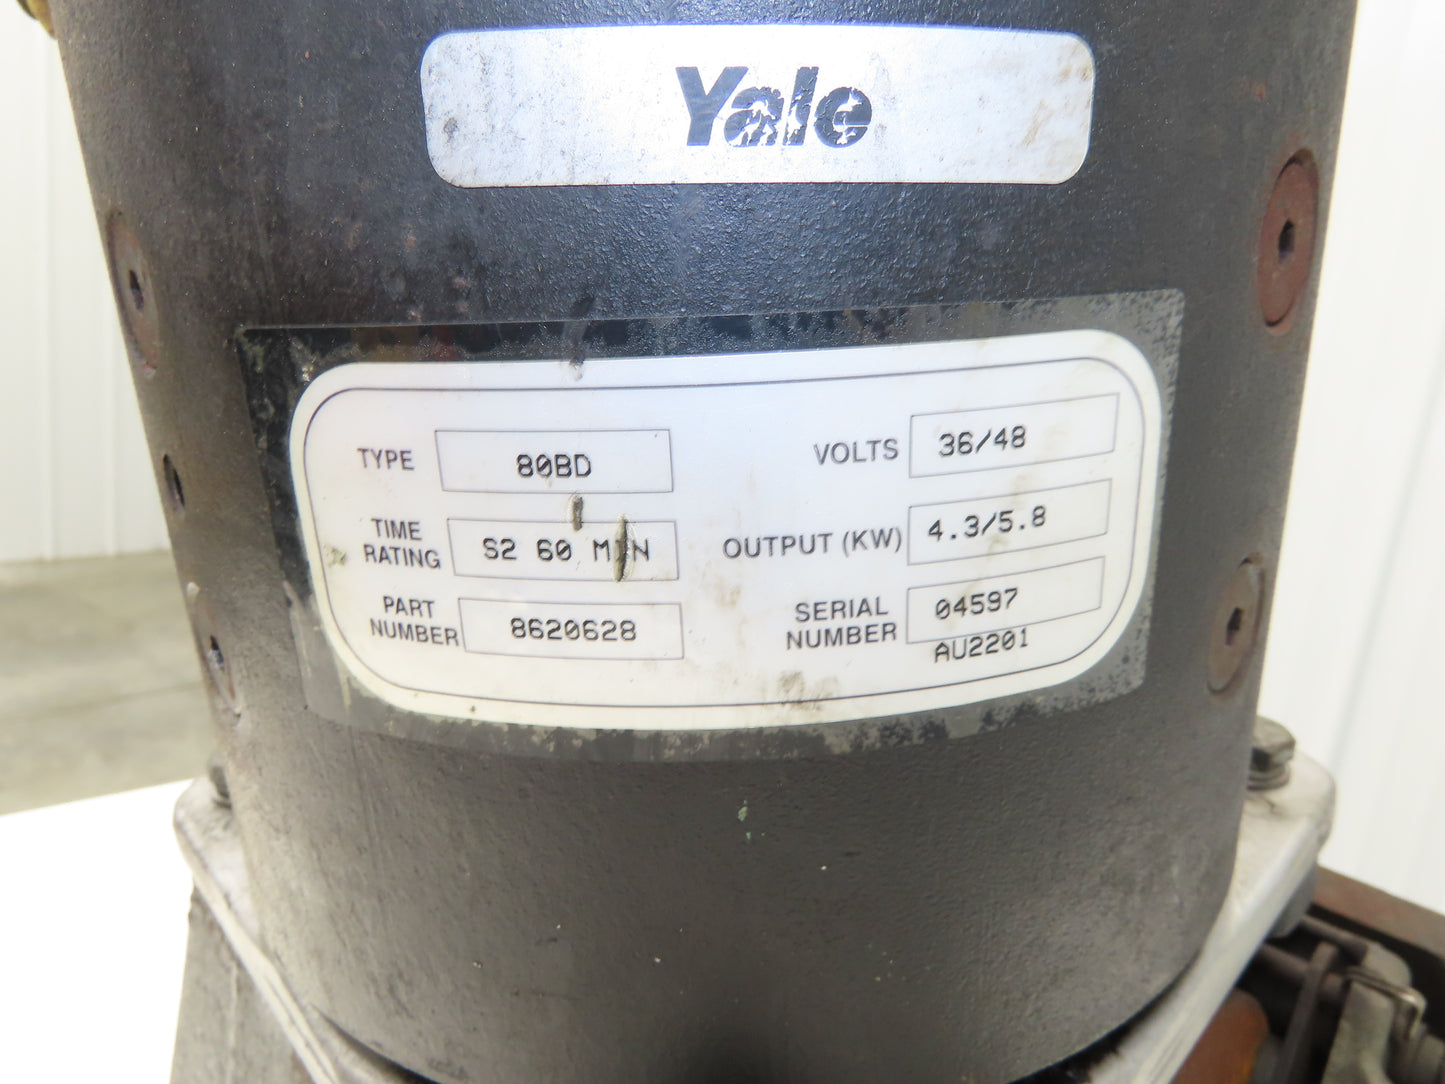 Yale
TYPE 80BD
VOLTS 36/48
TIME RATING S2 60 MIN
OUTPUT (KW) 4.3/5.8
PART NUMBER 8620628
SERIAL NUMBER 04597
AU2201